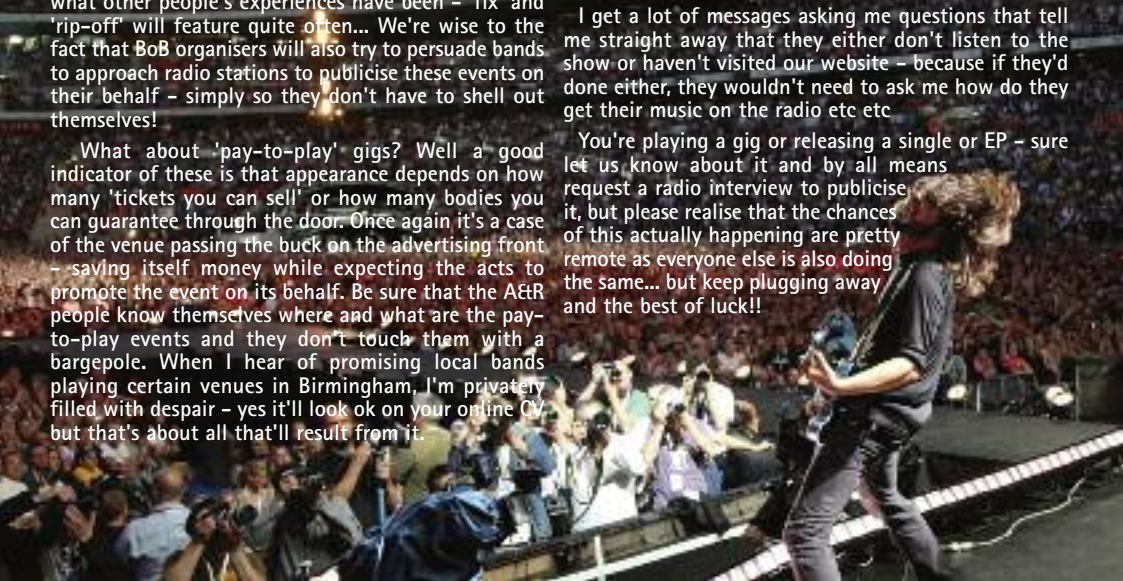 what other people's experiences have been – 'fix' and
'rip-off' will feature quite often... We're wise to the
fact that BoB organisers will also try to persuade bands
to approach radio stations to publicise these events on
their behalf – simply so they don't have to shell out
themselves!
What about 'pay-to-play' gigs? Well a good
indicator of these is that appearance depends on how
many 'tickets you can sell' or how many bodies you
can guarantee through the door. Once again it's a case
of the venue passing the buck on the advertising front
– saving itself money while expecting the acts to
promote the event on its behalf. Be sure that the A&R
people know themselves where and what are the pay-
to-play events and they don't touch them with a
bargepole. When I hear of promising local bands
playing certain venues in Birmingham, I'm privately
filled with despair – yes it'll look ok on your online CV,
but that's about all that'll result from it.
I get a lot of messages asking me questions that tell
me straight away that they either don't listen to the
show or haven't visited our website – because if they'd
done either, they wouldn't need to ask me how do they
get their music on the radio etc etc
You're playing a gig or releasing a single or EP – sure
let us know about it and by all means
request a radio interview to publicise
it, but please realise that the chances
of this actually happening are pretty
remote as everyone else is also doing
the same... but keep plugging away
and the best of luck!!